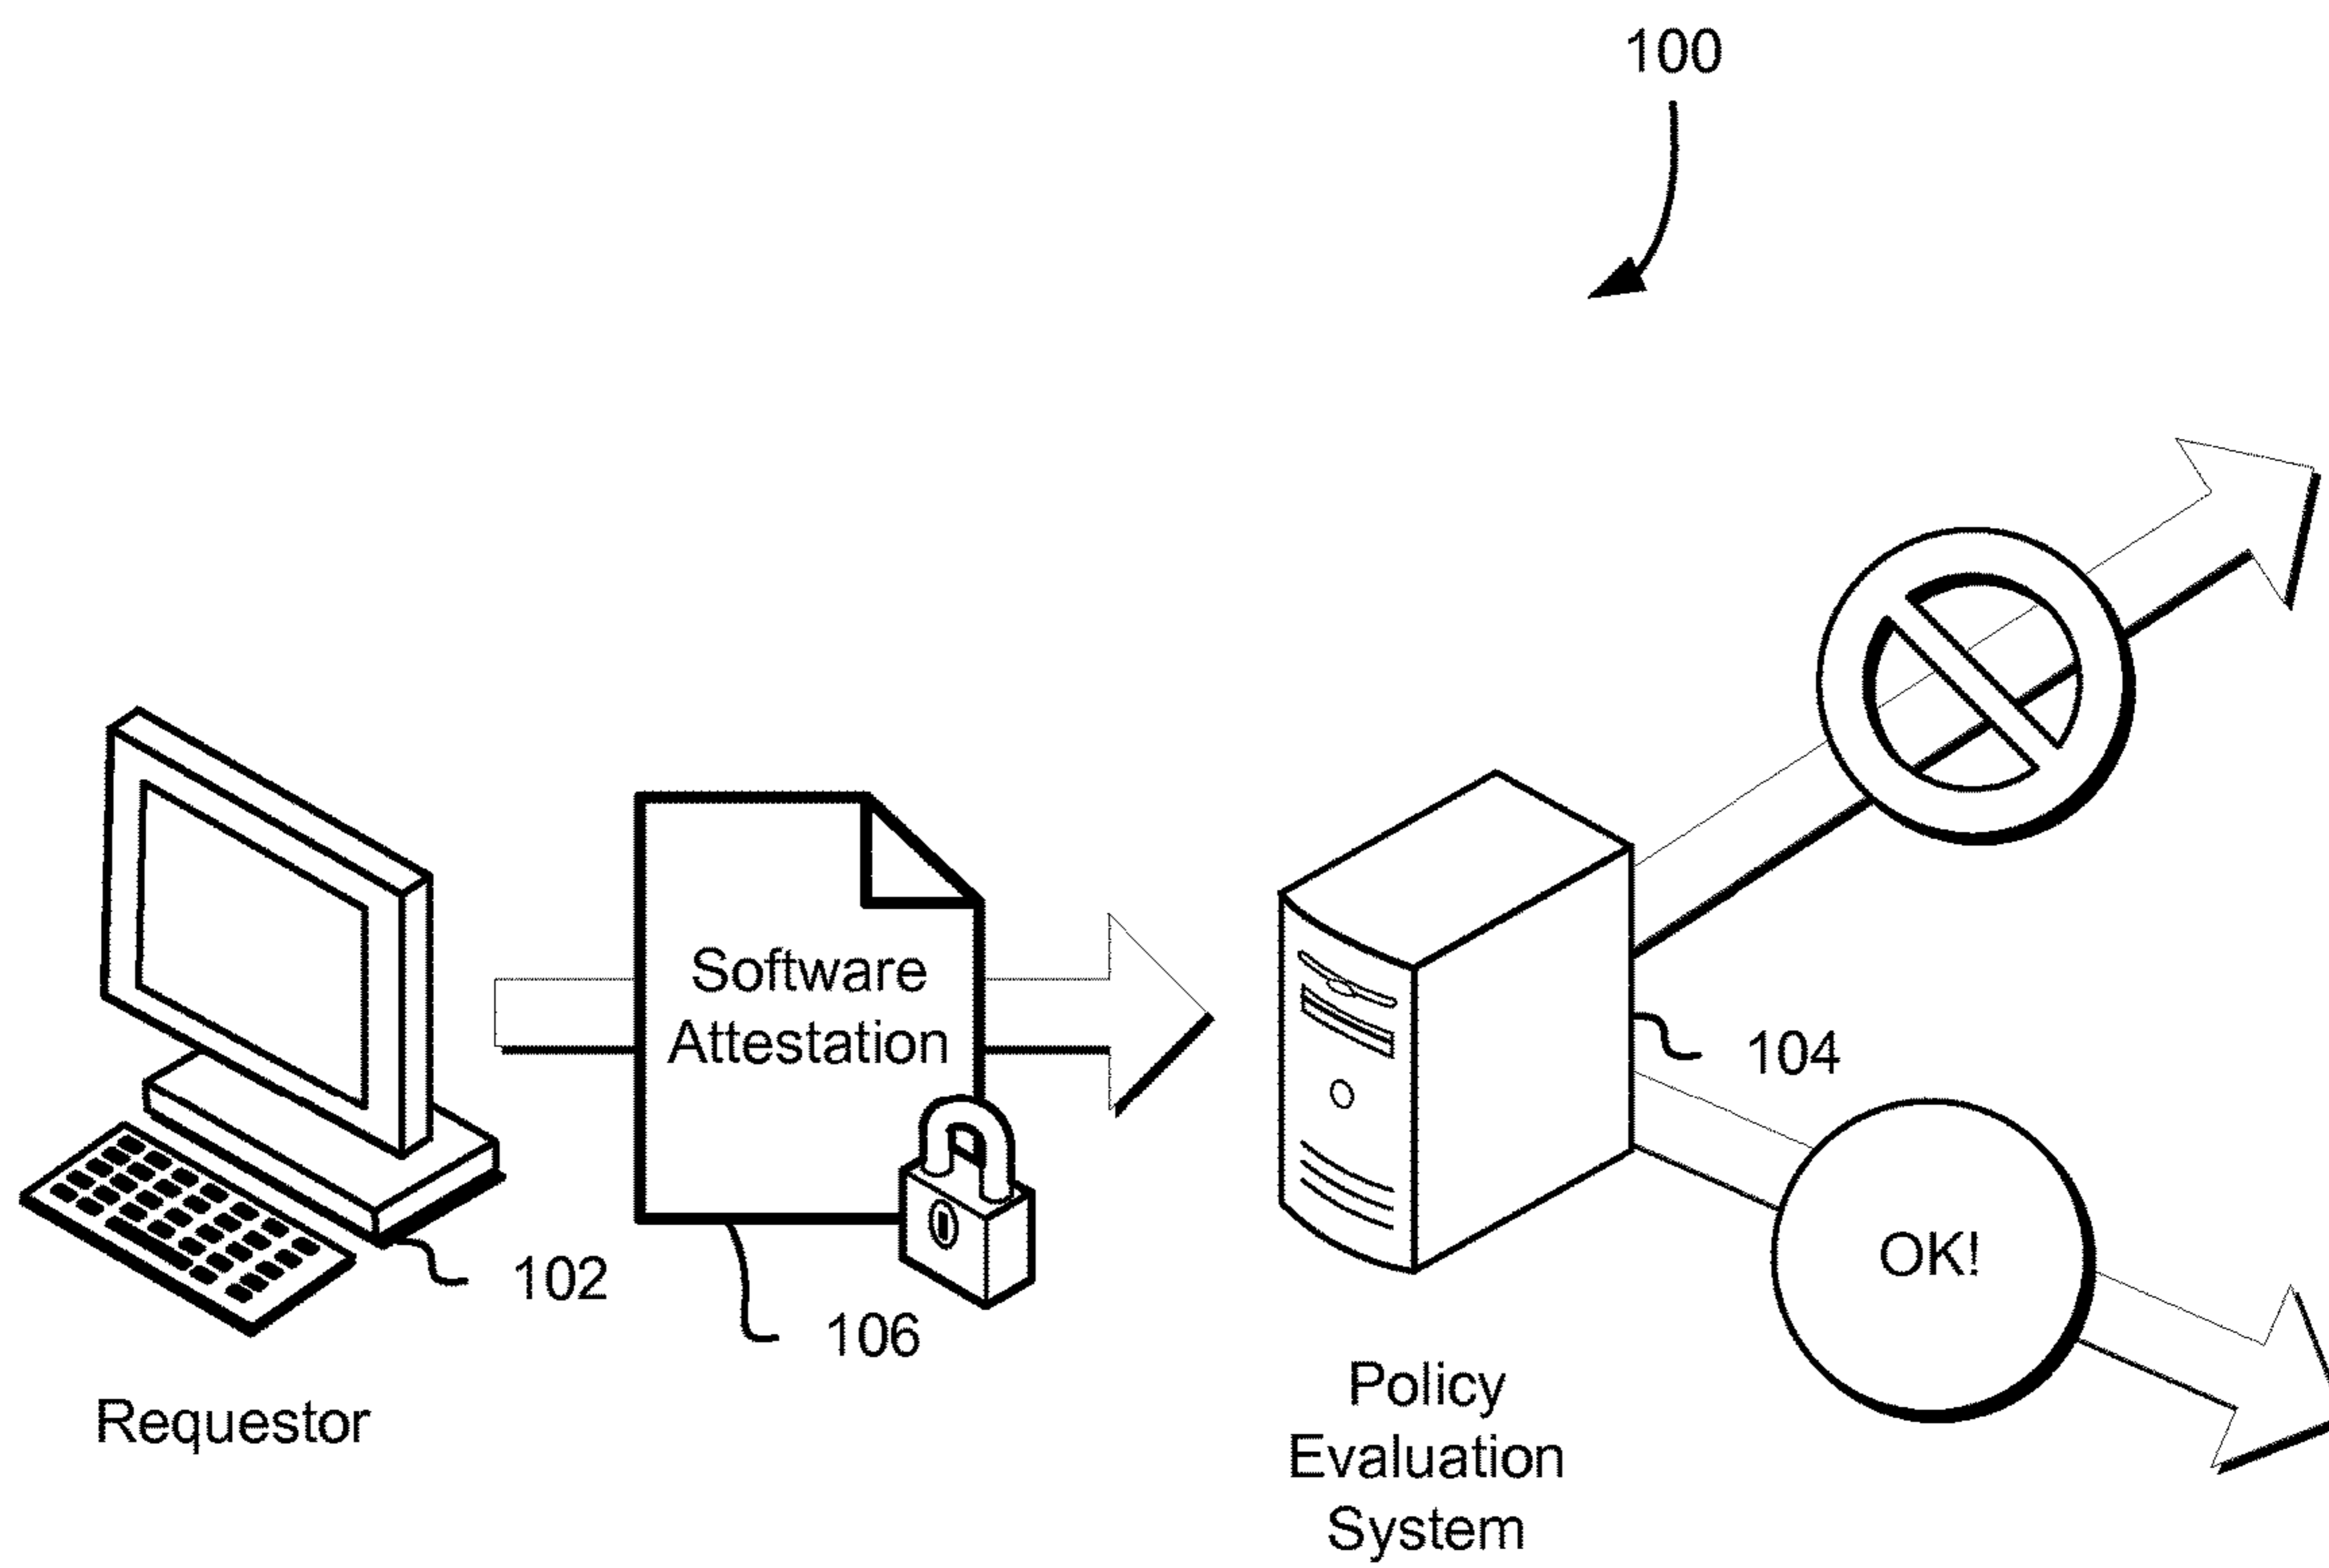 100
Software
Attestation
104
102
106
OK!
Requestor
Policy
Evaluation
System